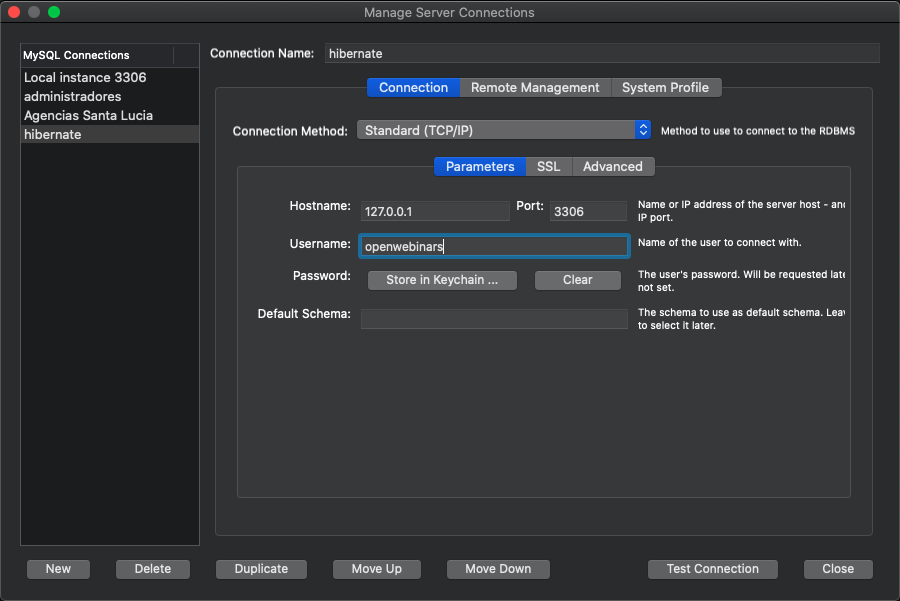 Manage Server Connections
MySQL Connections
Local instance 3306
administradores
Agencias Santa Lucia
hibernate
Connection Name: hibernate
Connection Remote Management System Profile
Connection Method: Standard (TCP/IP) Method to use to connect to the RDBMS
Parameters SSL Advanced
Hostname: 127.0.0.1 Port: 3306 Name or IP address of the server host - and
IP port.
Username: openwebinars Name of the user to connect with.
Password: Store in Keychain ... Clear The user's password. Will be requested late
not set.
Default Schema: The schema to use as default schema. Leav
to select it later.
New Delete Duplicate Move Up Move Down Test Connection Close